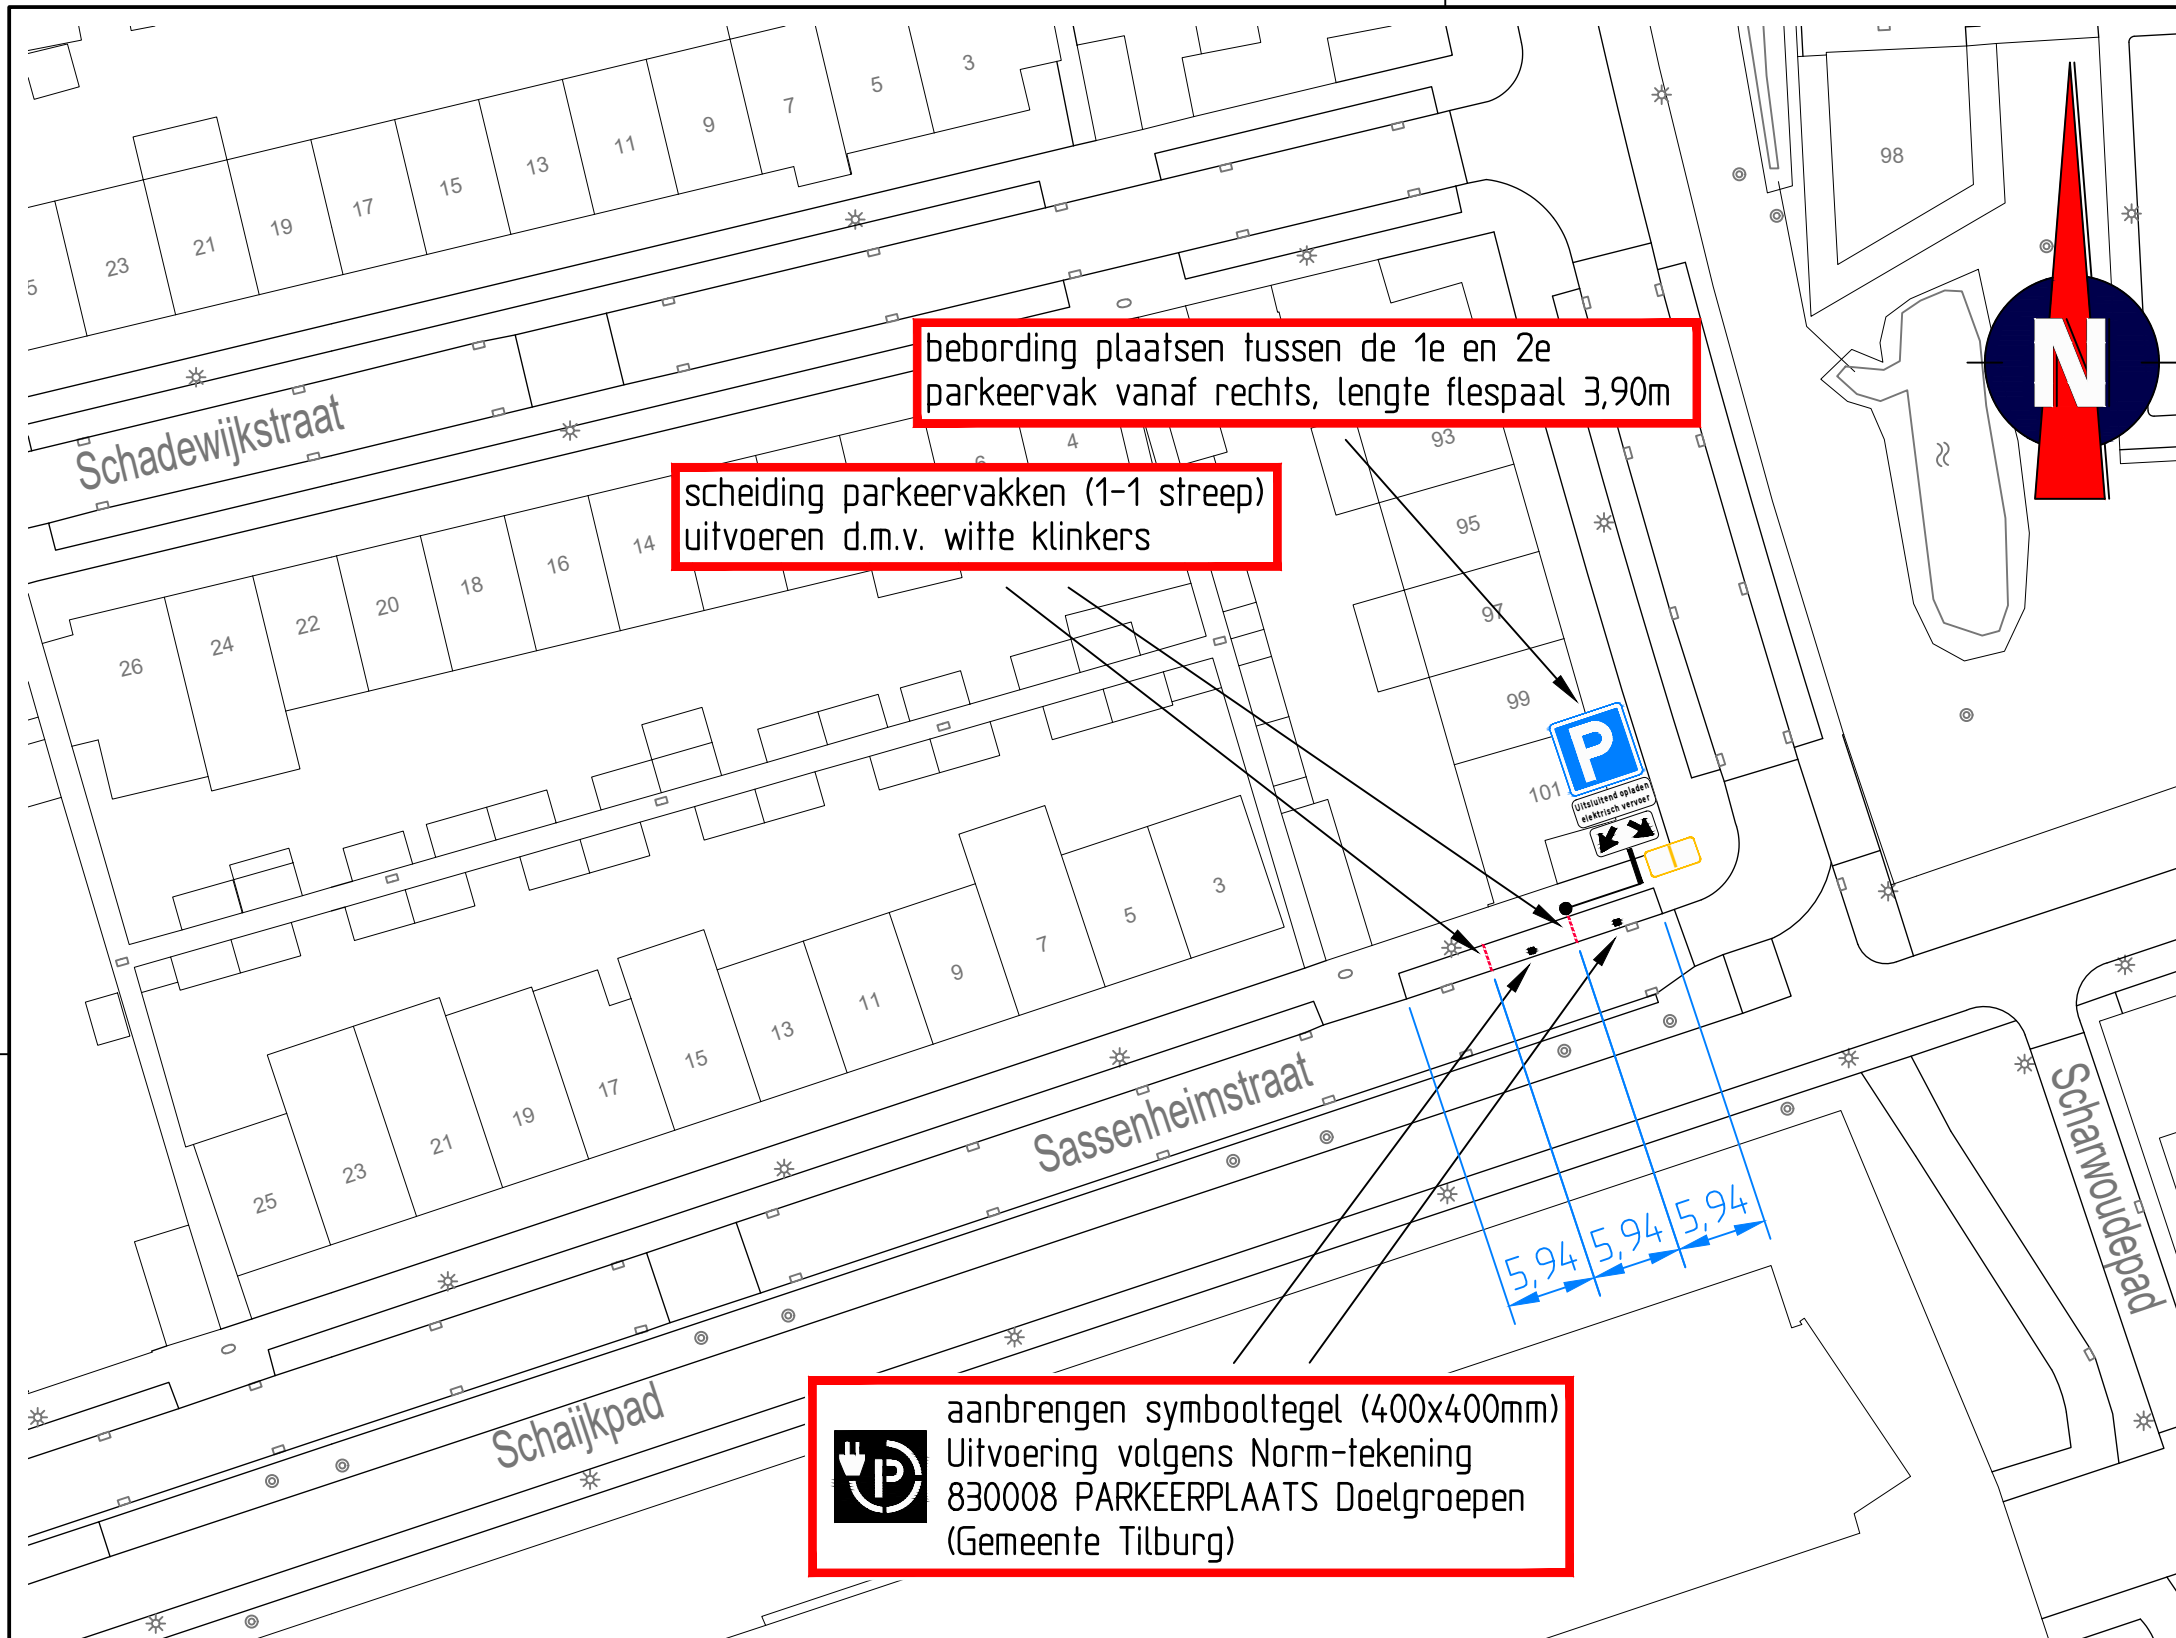 3
5
7
9
11
13
15
17
19
21
23
5
98
N
bebording plaatsen tussen de 1e en 2e
parkeervak vanaf rechts, lengte flespaal 3,90m
Schadewijkstraat
scheiding parkeervakken (1-1 streep)
uitvoeren d.m.v. witte klinkers
4
6
14
16
18
20
22
24
26
93
95
97
99
101
P
Uitsluitend opladen
elektrisch vervoer
3
5
7
9
11
13
15
17
19
21
23
25
Sassenheimstraat
Scharwoudepad
5,94
5,94
5,94
Schaijkpad
P
aanbrengen symbooltegel (400x400mm)
Uitvoering volgens Norm-tekening
830008 PARKEERPLAATS Doelgroepen
(Gemeente Tilburg)